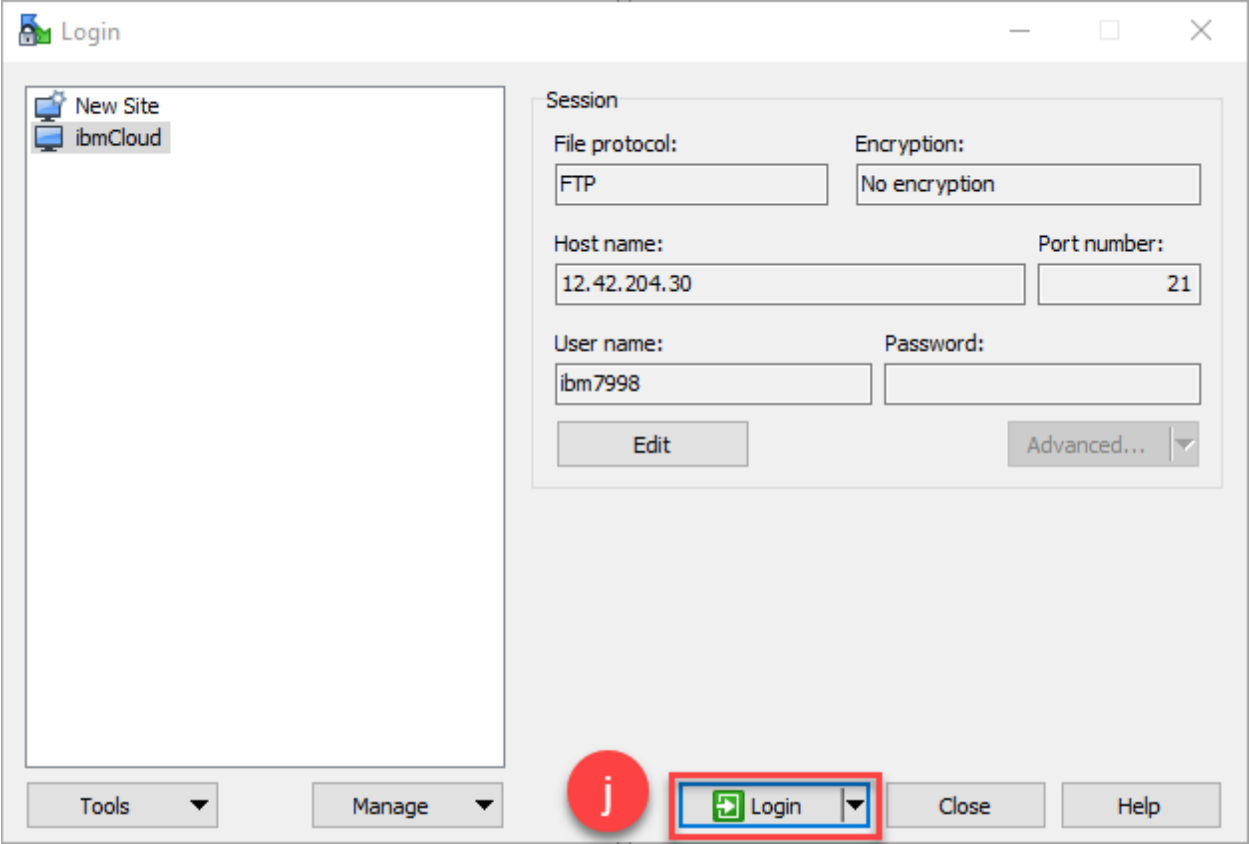 Login
New Site
ibmCloud
Session
File protocol:
Encryption:
FTP
No encryption
Host name:
Port number:
12.42.204.30
21
User name:
Password:
ibm7998
Edit
Advanced...
Tools
Manage
j
Login
Close
Help